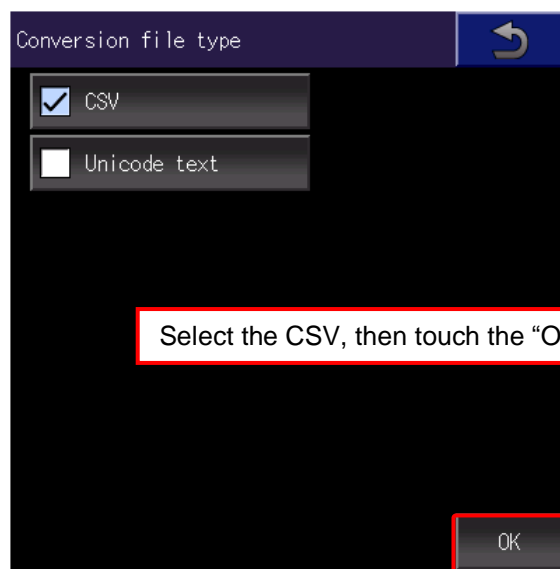 Conversion file type
CSV
Unicode text
Select the CSV, then touch the “O
OK